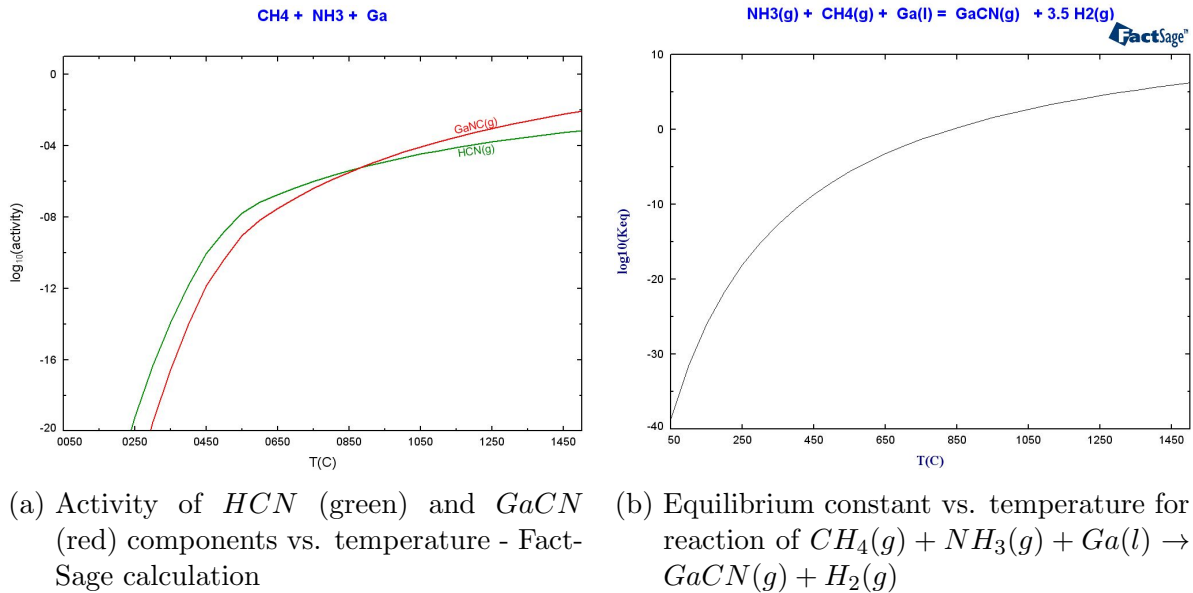 CH4 + NH3 + Ga
0
-04
-08
-12
-16
-20
log10(activity)
GaNC(g)
HCN(g)
0050 0250 0450 0650 0850 1050 1250 1450
T(C)
NH3(g) + CH4(g) + Ga(l) = GaCN(g) + 3.5 H2(g)
FactSage™
10
0
-10
-20
-30
-40
log10(Keq)
50 250 450 650 850 1050 1250 1450
T(C)
(a) Activity of HCN (green) and GaCN
(red) components vs. temperature - Fact-
Sage calculation
(b) Equilibrium constant vs. temperature for
reaction of CH₄(g) + NH₃(g) + Ga(l) →
GaCN(g) + H₂(g)